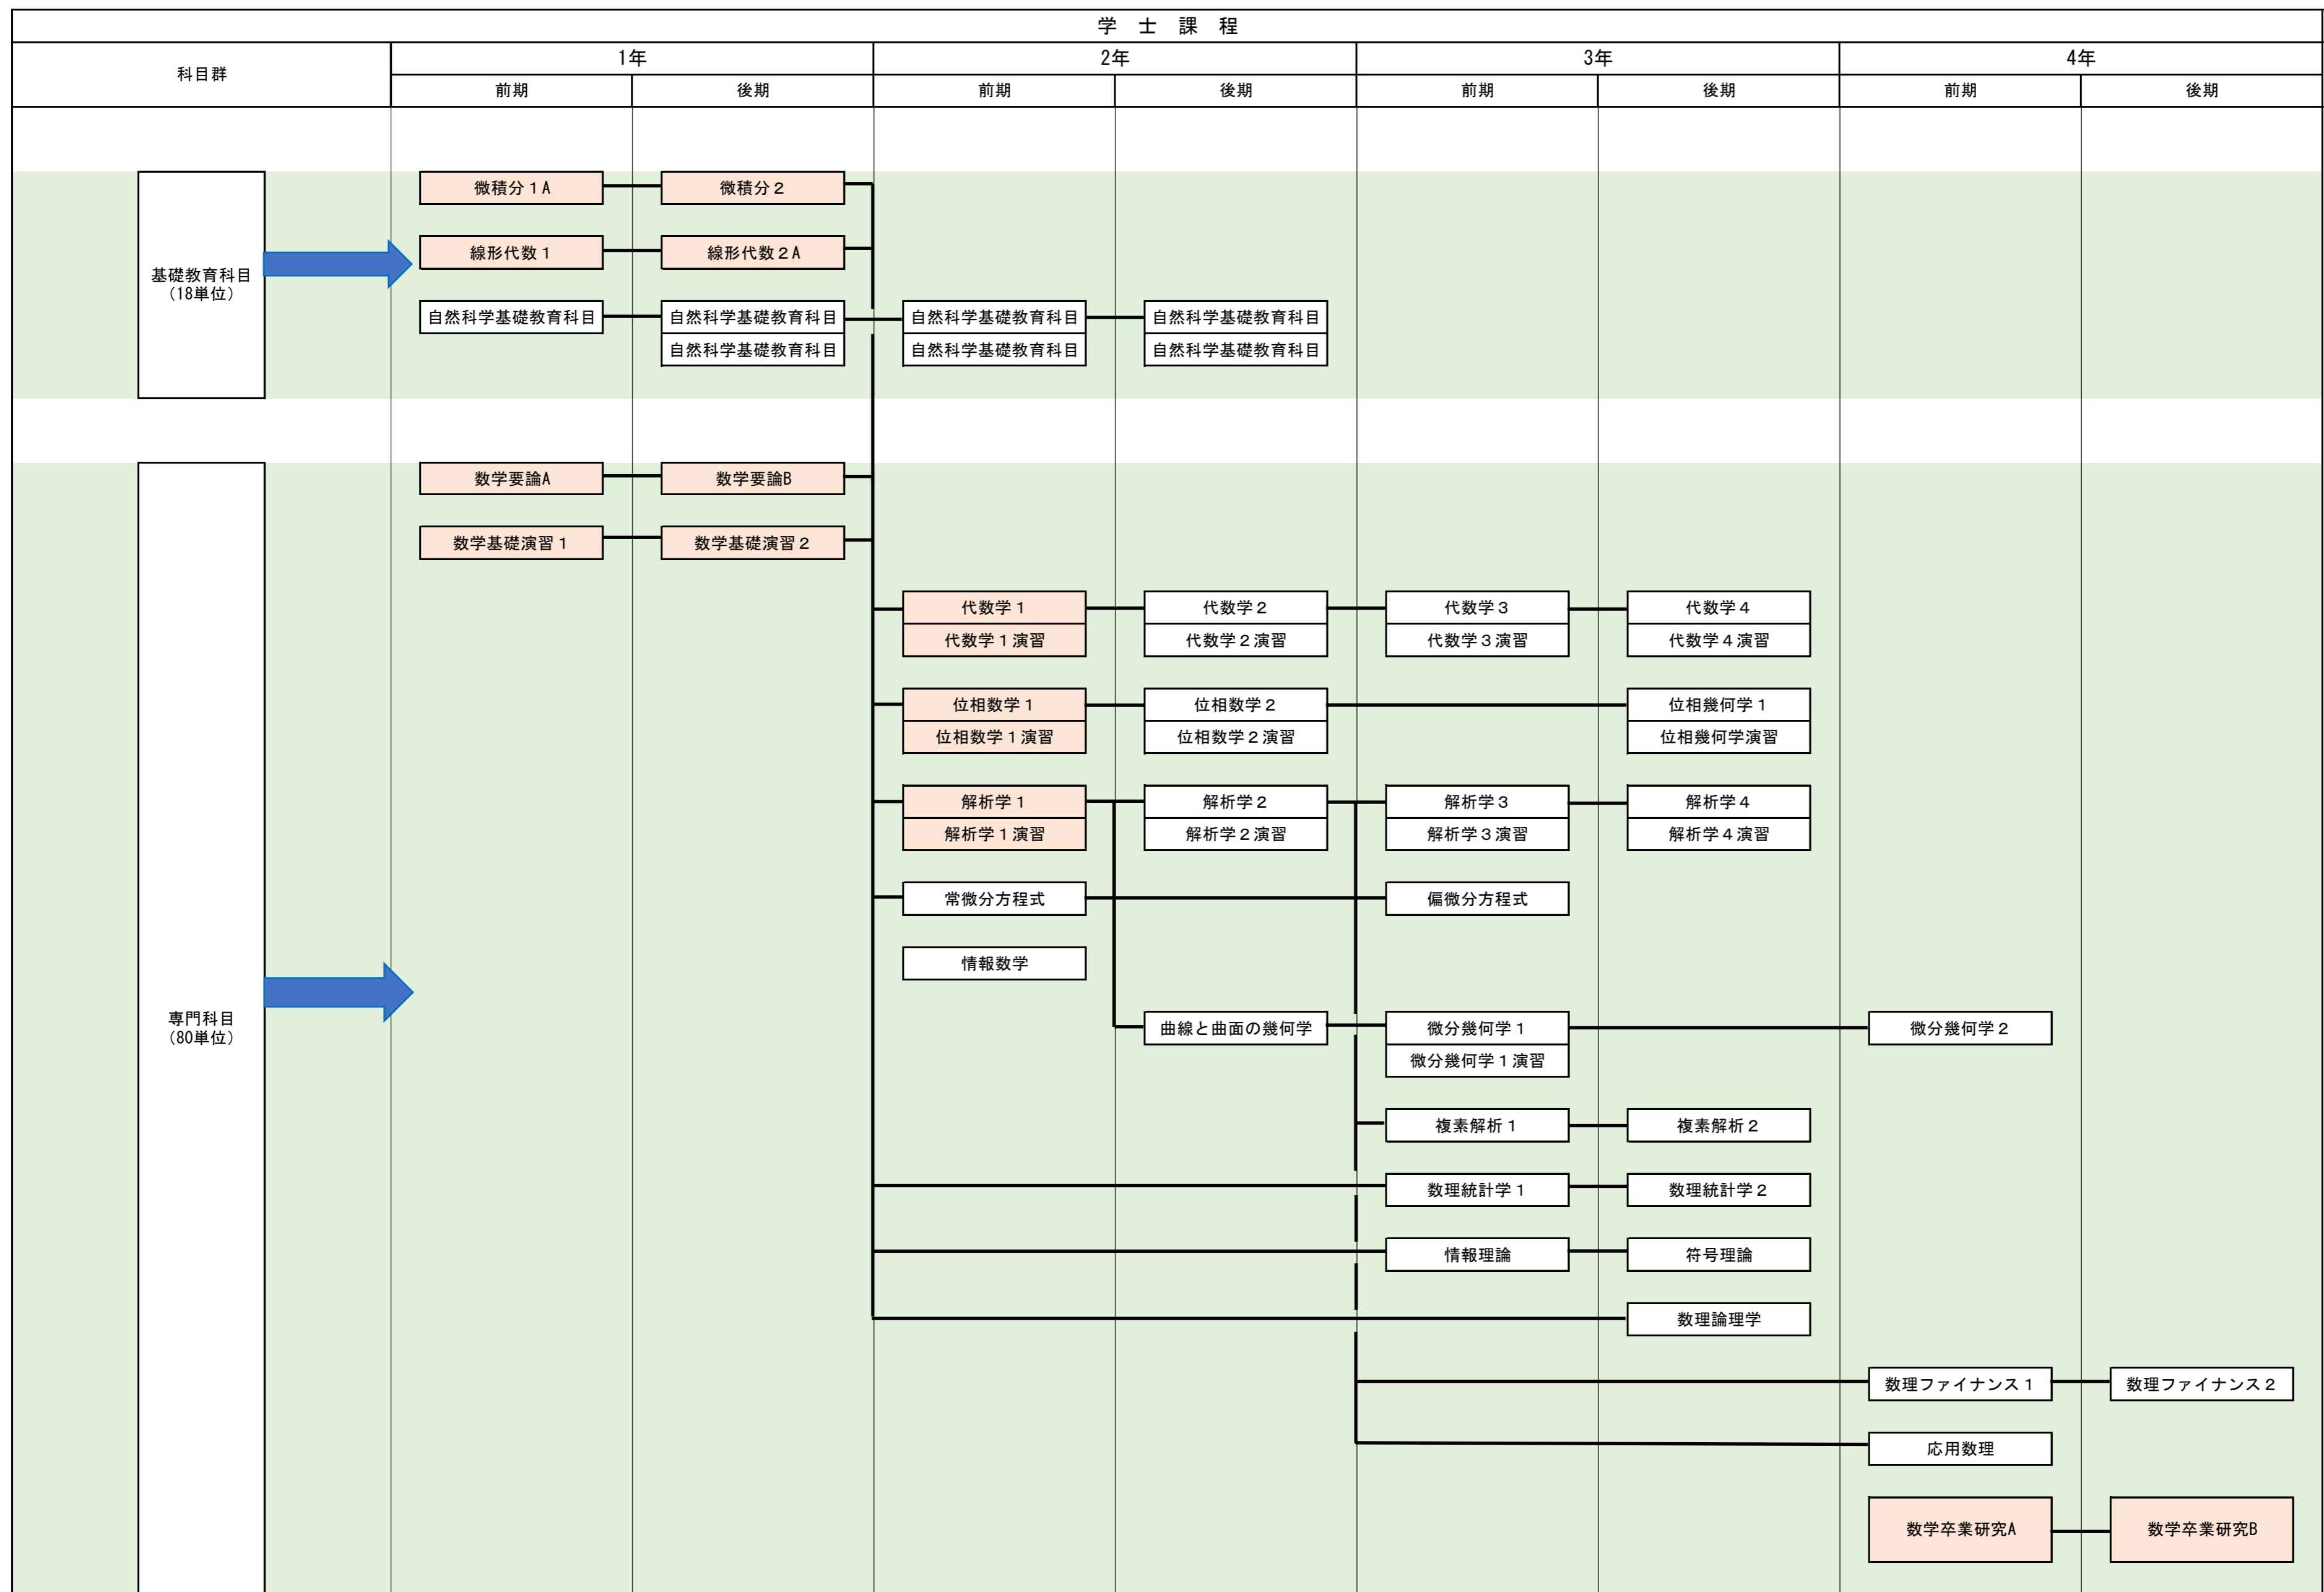 学 士 課 程
科目群
1年
2年
3年
4年
前期
後期
前期
後期
前期
後期
前期
後期
基礎教育科目
（18単位）
微積分１A
微積分２
線形代数１
線形代数２A
自然科学基礎教育科目
自然科学基礎教育科目
自然科学基礎教育科目
自然科学基礎教育科目
自然科学基礎教育科目
自然科学基礎教育科目
自然科学基礎教育科目
専門科目
（80単位）
数学要論A
数学要論B
数学基礎演習１
数学基礎演習２
代数学１
代数学２
代数学３
代数学４
代数学１演習
代数学２演習
代数学３演習
代数学４演習
位相数学１
位相数学２
位相幾何学１
位相数学１演習
位相数学２演習
位相幾何学演習
解析学１
解析学２
解析学３
解析学４
解析学１演習
解析学２演習
解析学３演習
解析学４演習
常微分方程式
偏微分方程式
情報数学
曲線と曲面の幾何学
微分幾何学１
微分幾何学２
微分幾何学１演習
複素解析１
複素解析２
数理統計学１
数理統計学２
情報理論
符号理論
数理論理学
数理ファイナンス１
数理ファイナンス２
応用数理
数学卒業研究A
数学卒業研究B